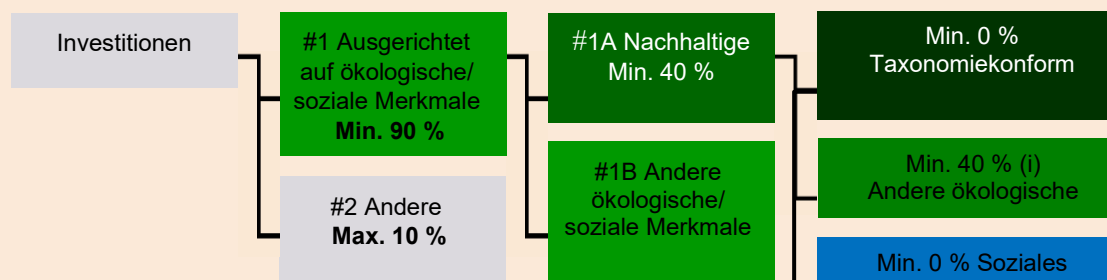 Investitionen
#1 Ausgerichtet
auf ökologische/
soziale Merkmale
Min. 90 %
#2 Andere
Max. 10 %
#1A Nachhaltige
Min. 40 %
#1B Andere
ökologische/
soziale Merkmale
Min. 0 %
Taxonomiekonform
Min. 40 % (i)
Andere ökologische
Min. 0 % Soziales